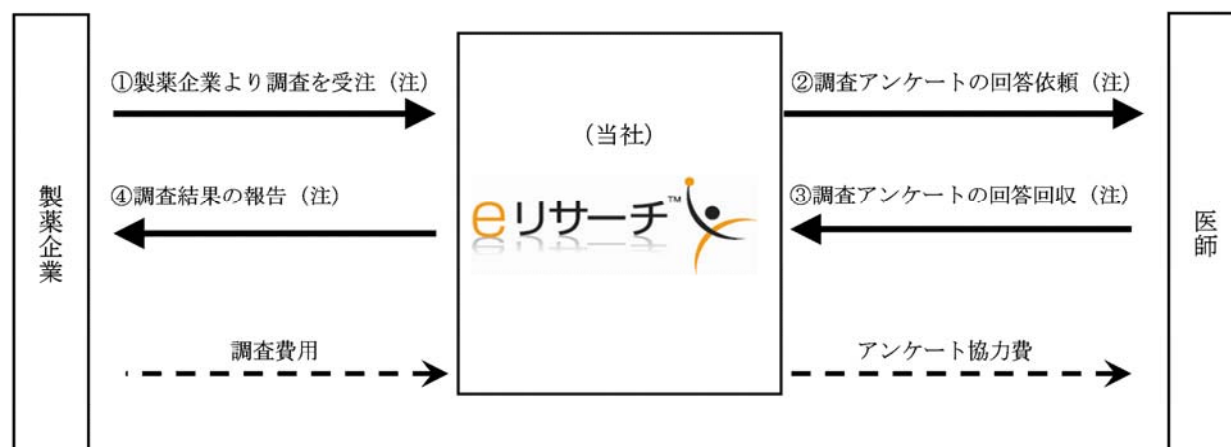 製薬企業
①製薬企業より調査を受注（注）
④調査結果の報告（注）
調査費用
（当社）
eリサーチ™
②調査アンケートの回答依頼（注）
③調査アンケートの回答回収（注）
アンケート協力費
医師